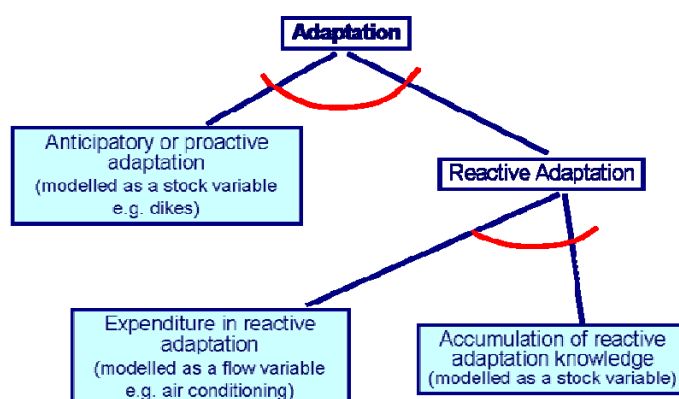 Adaptation
Anticipatory or proactive
adaptation
(modelled as a stock variable
e.g. dikes)
Reactive Adaptation
Expenditure in reactive
adaptation
(modelled as a flow variable
e.g. air conditioning)
Accumulation of reactive
adaptation knowledge
(modelled as a stock variable)